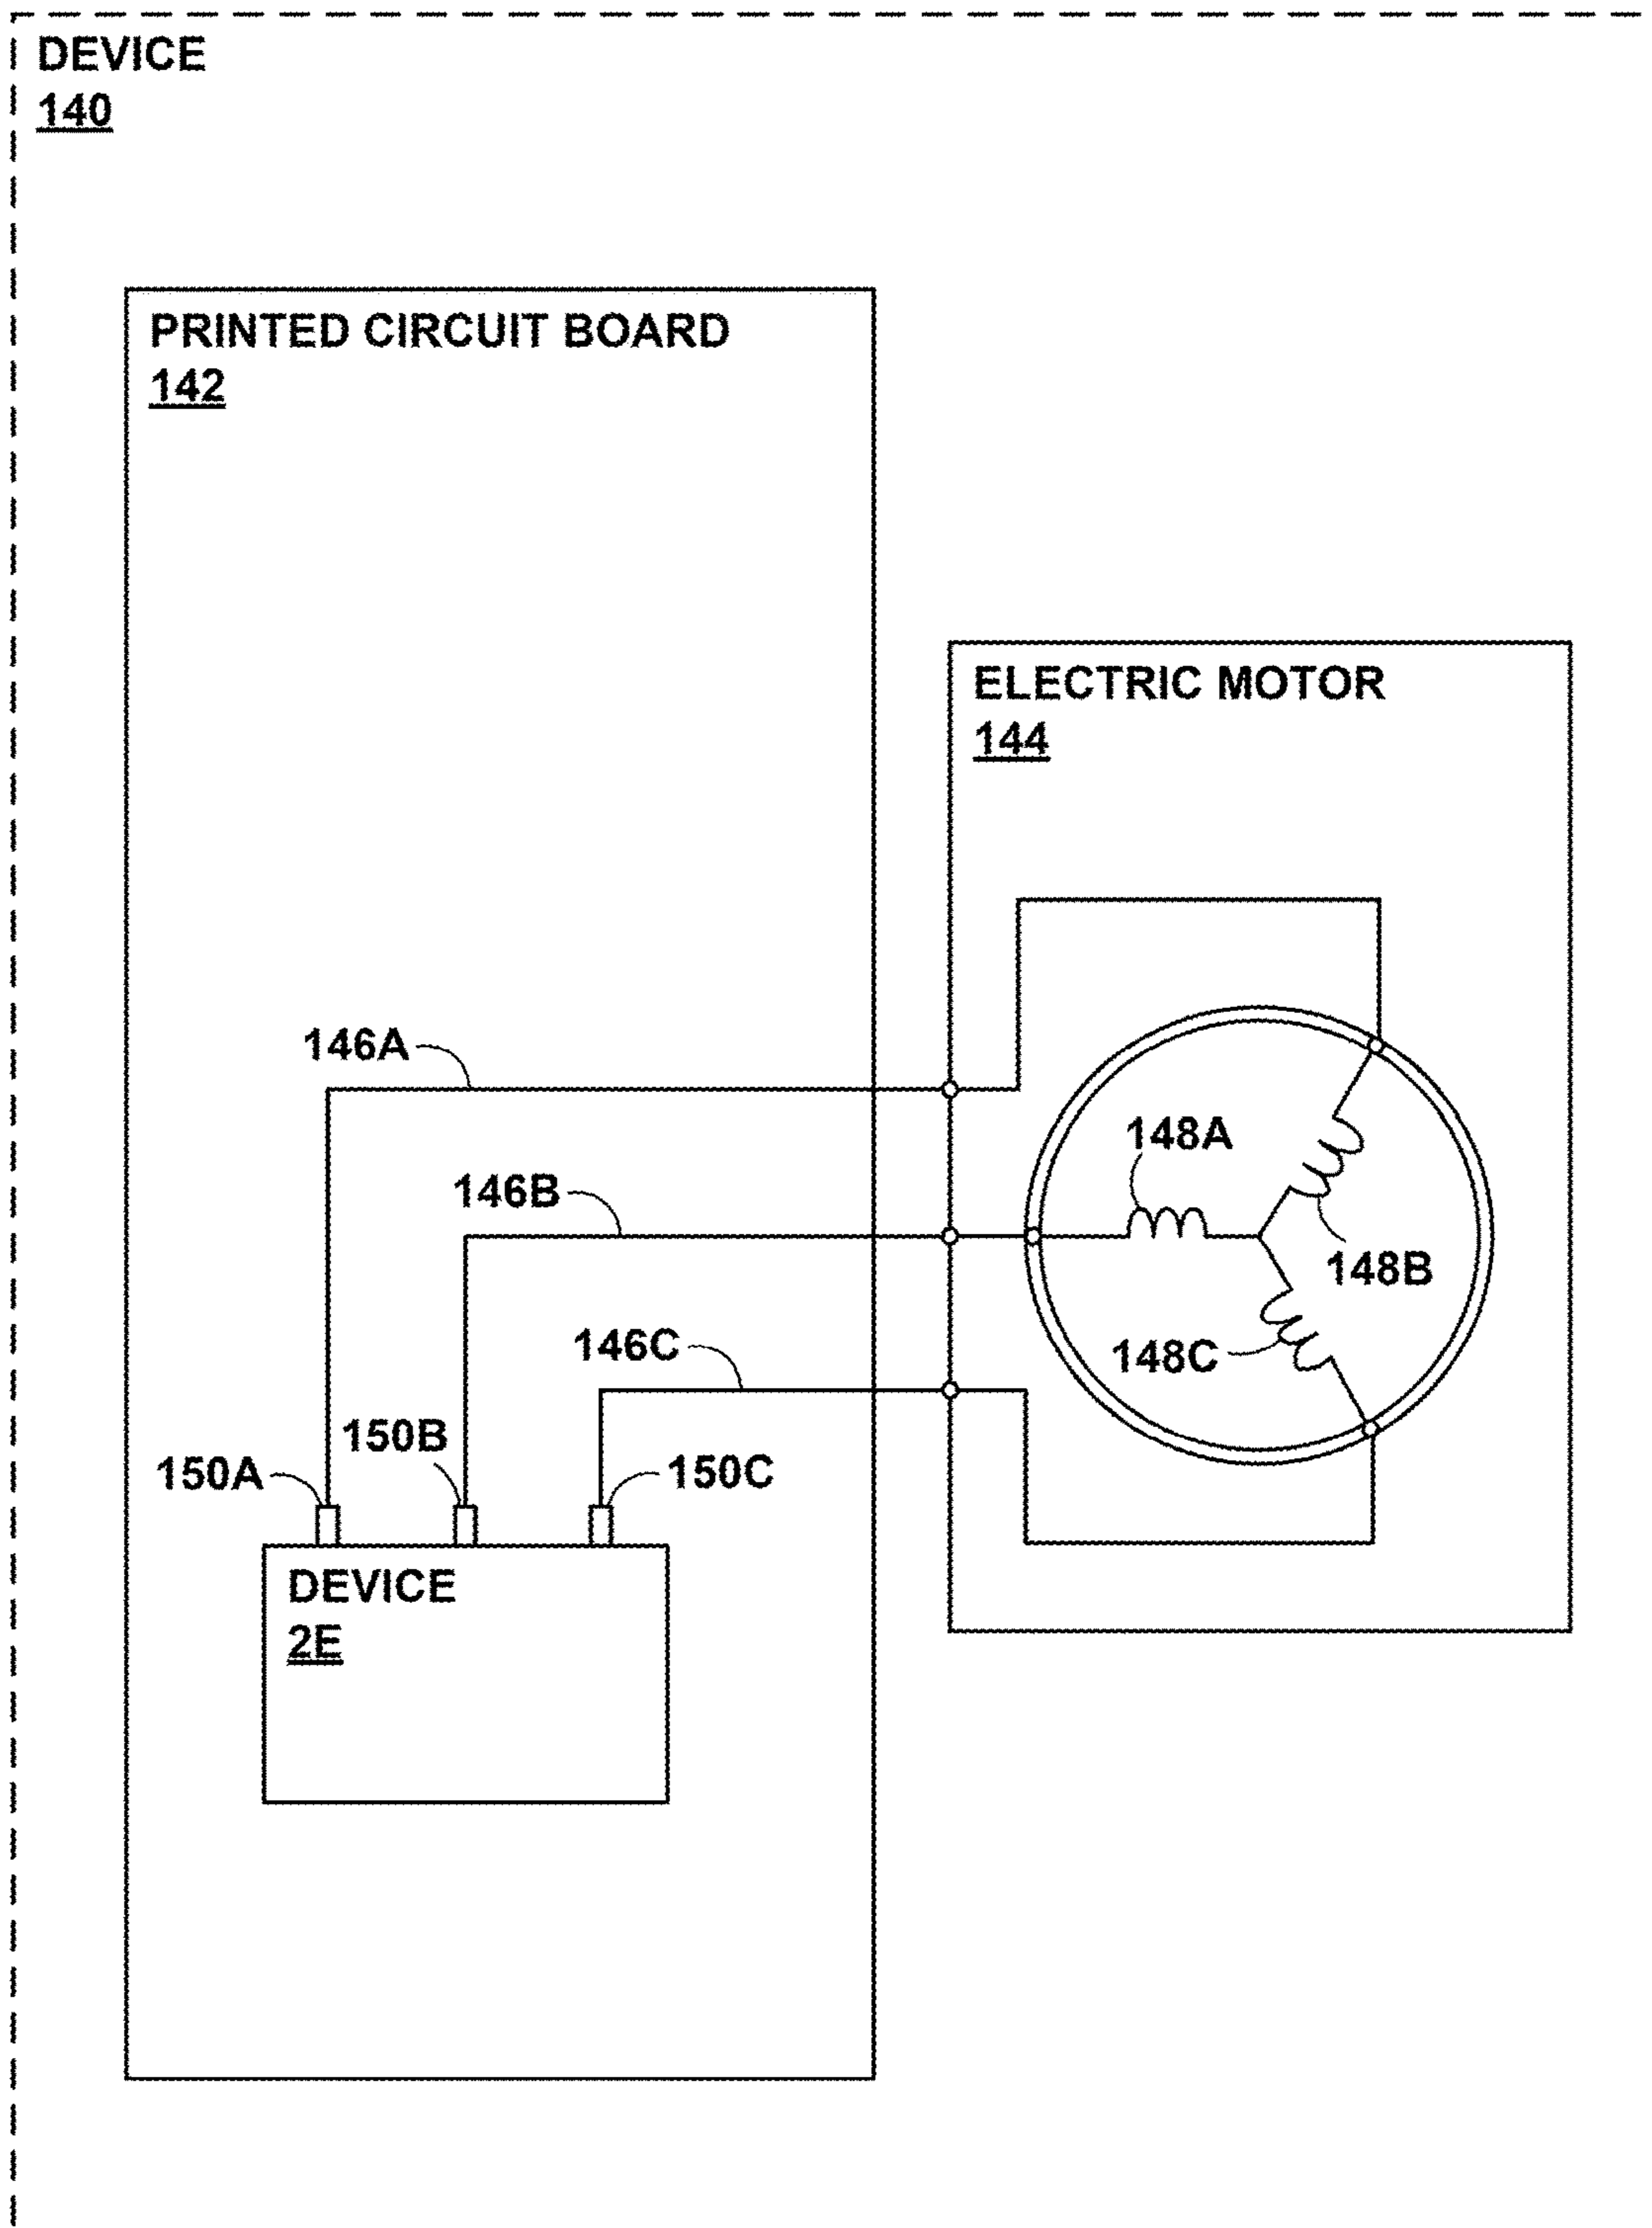 DEVICE
140
PRINTED CIRCUIT BOARD
142
ELECTRIC MOTOR
144
146A
148A
146B
148B
146C
148C
150B
150A
150C
DEVICE
2E